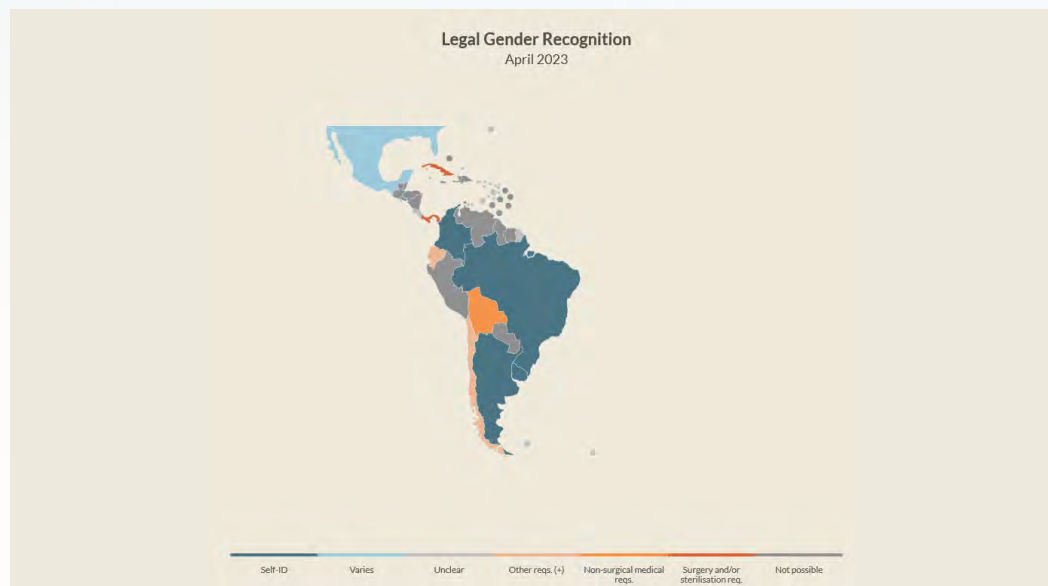 Legal Gender Recognition
April 2023
Self-ID
Varies
Unclear
Other reqs. (+)
Non-surgical medical
reqs.
Surgery and/or
sterilisation req.
Not possible